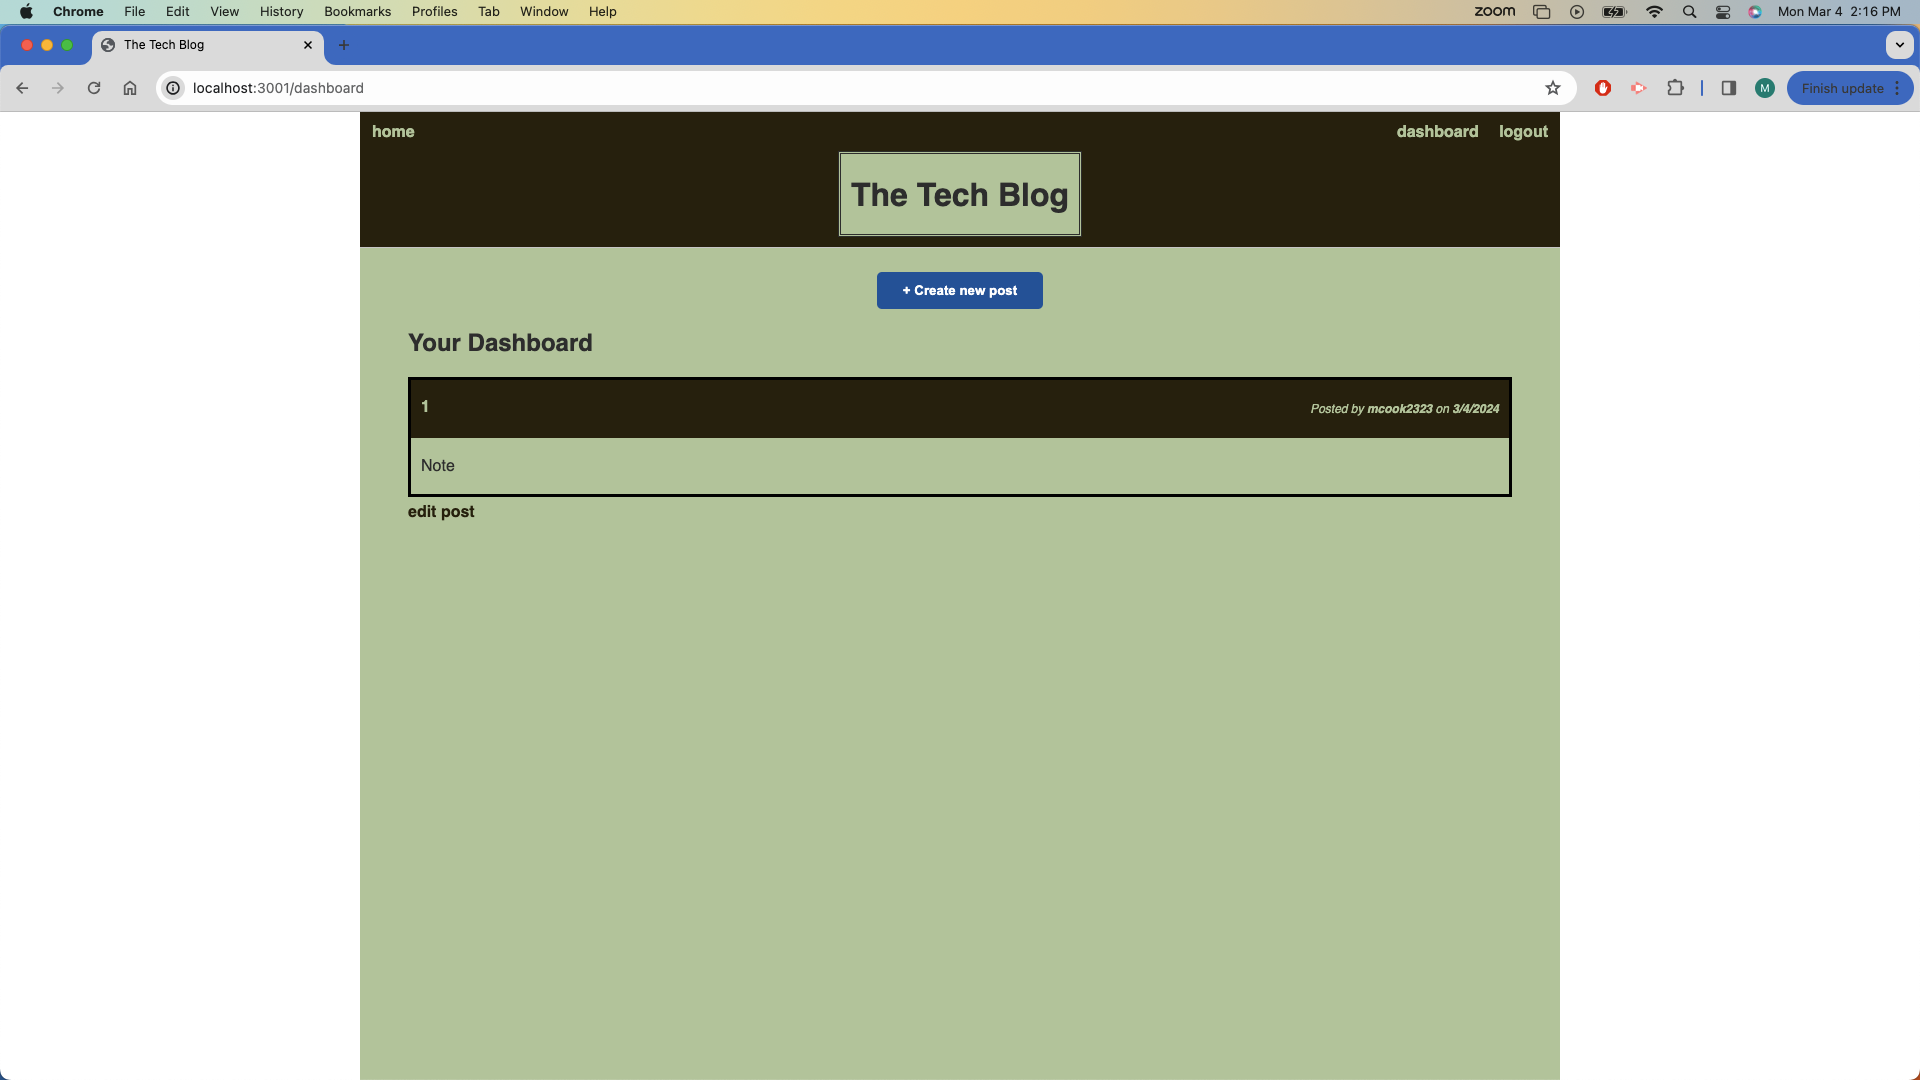 Chrome File Edit View History Bookmarks Profiles Tab Window Help zoom Mon Mar 4 2:16 PM
The Tech Blog
localhost:3001/dashboard M Finish update
home dashboard logout
The Tech Blog
+ Create new post
Your Dashboard
1 Posted by mcook2323 on 3/4/2024
Note
edit post